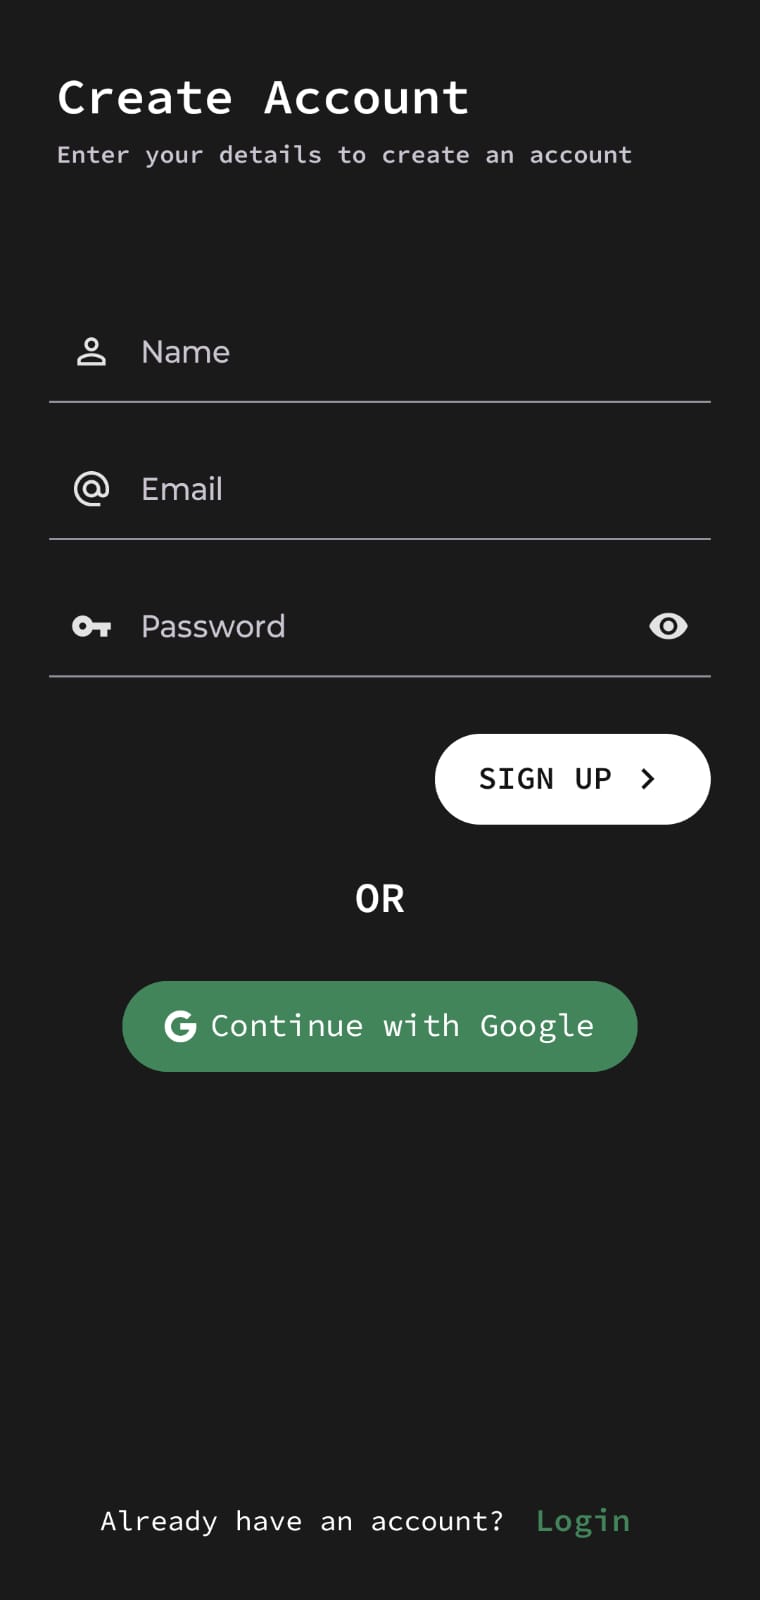 Create Account
Enter your details to create an account
Name
Email
Password
SIGN UP
OR
Continue with Google
Already have an account? Login